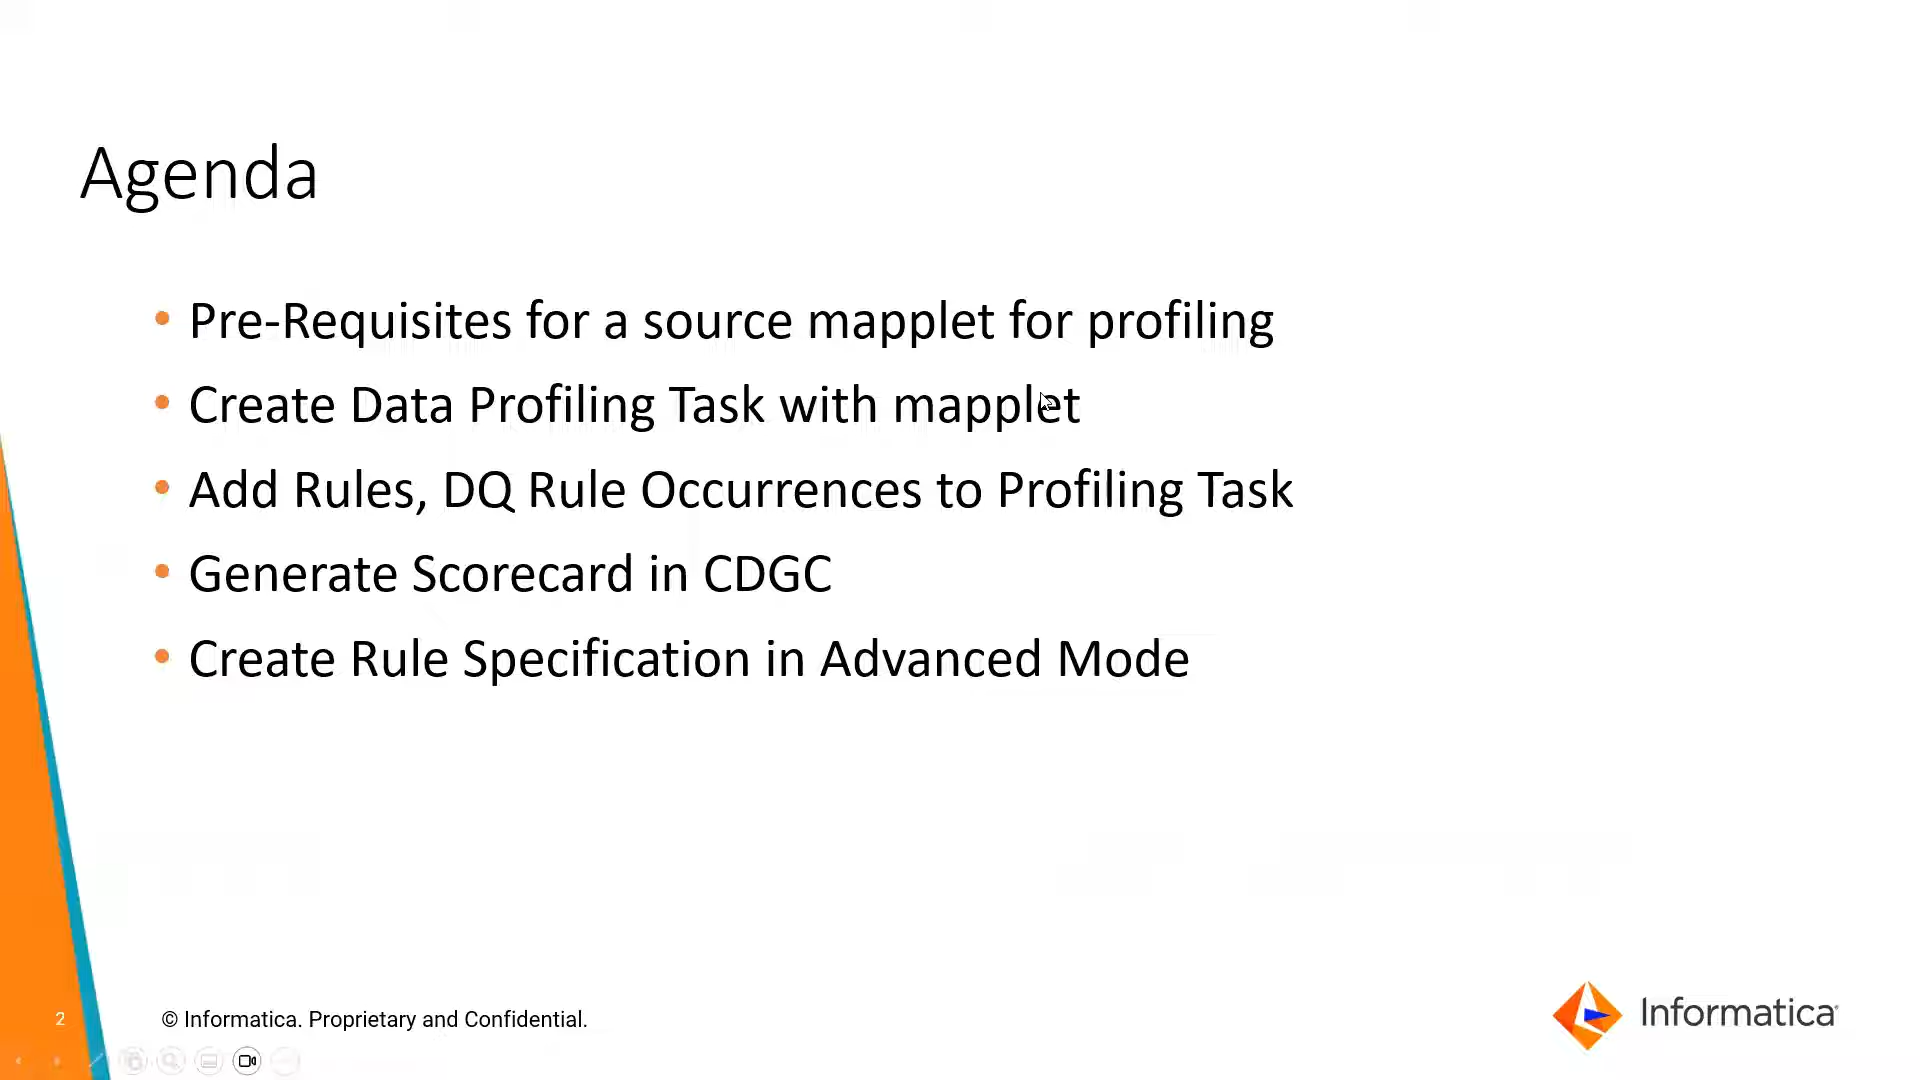 Agenda
• Pre-Requisites for a source mapplet for profiling
• Create Data Profiling Task with mapplet
• Add Rules, DQ Rule Occurrences to Profiling Task
• Generate Scorecard in CDGC
• Create Rule Specification in Advanced Mode
2
© Informatica. Proprietary and Confidential.
Informatica